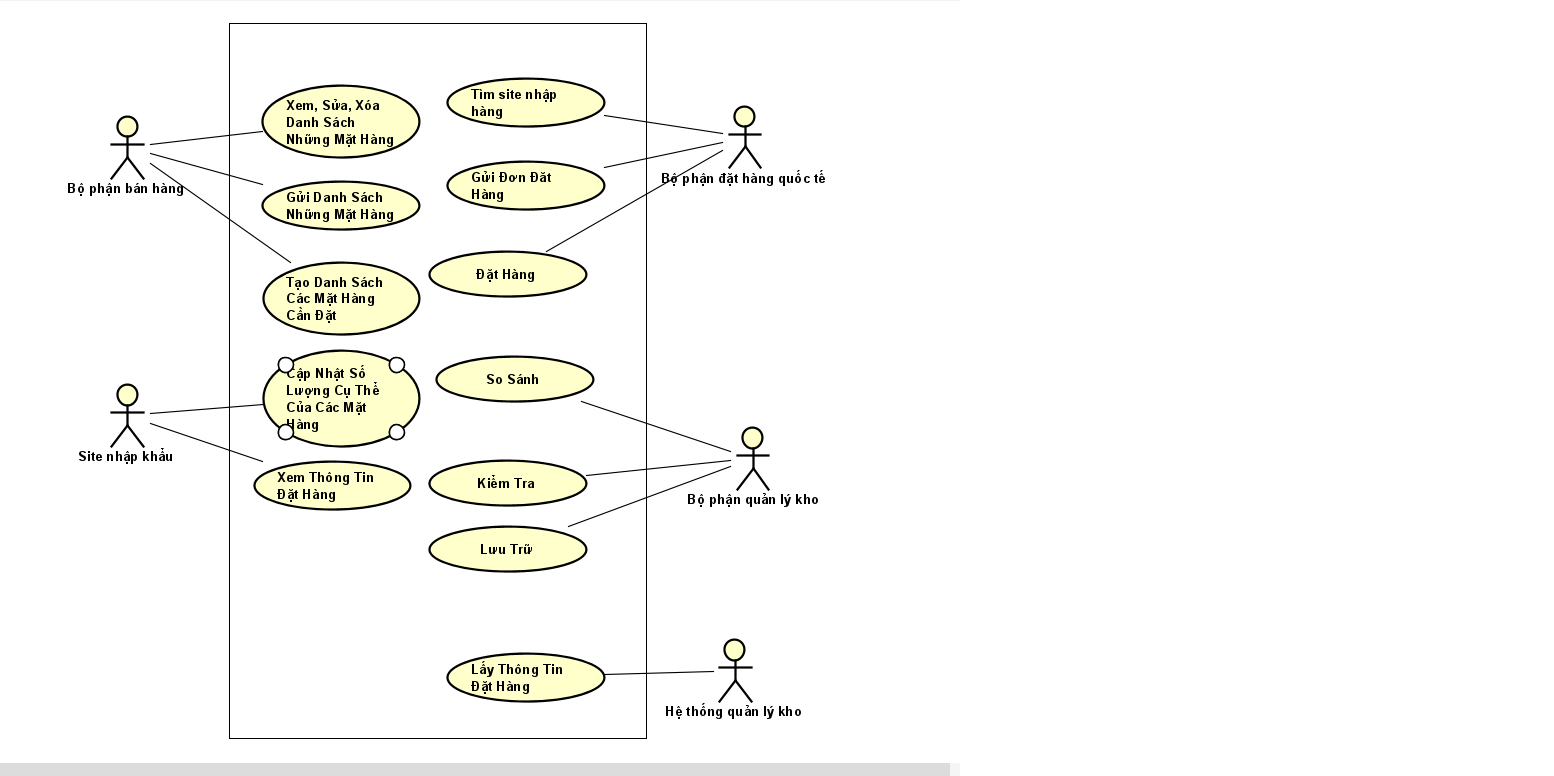 Xem, Sửa, Xóa
Danh Sách
Những Mặt Hàng
Tìm site nhập
hàng
Bộ phận bán hàng
Gửi Danh Sách
Những Mặt Hàng
Gửi Đơn Đăt
Hàng
Bộ phận đặt hàng quốc tế
Tạo Danh Sách
Các Mặt Hàng
Cần Đặt
Đặt Hàng
Cập Nhật Số
Lượng Cụ Thể
Của Các Mặt
Hàng
So Sánh
Site nhập khẩu
Xem Thông Tin
Đặt Hàng
Kiểm Tra
Bộ phận quản lý kho
Lưu Trữ
Lấy Thông Tin
Đặt Hàng
Hệ thống quản lý kho